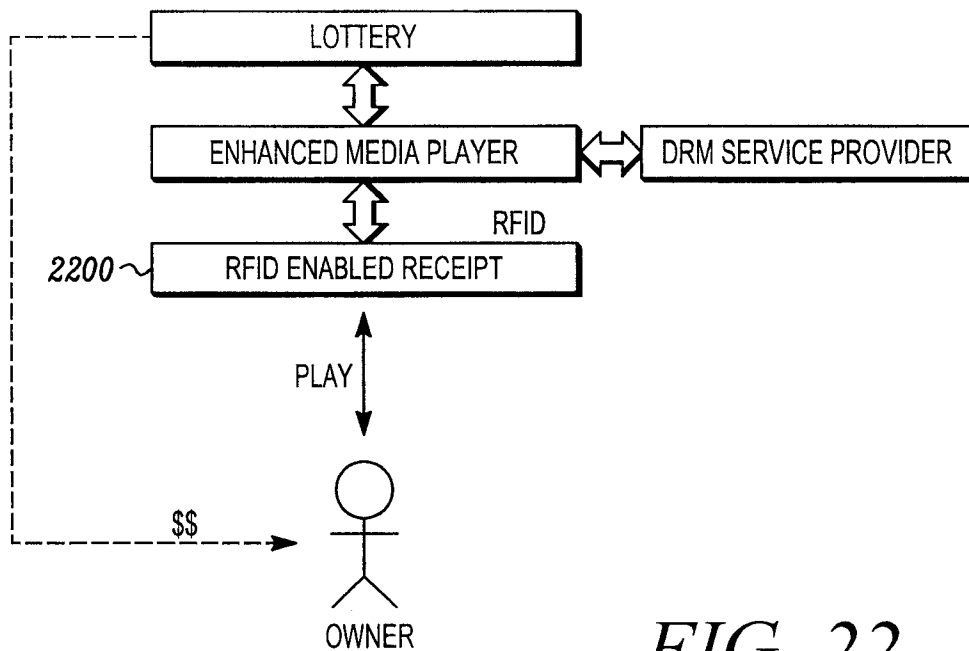 LOTTERY
ENHANCED MEDIA PLAYER
DRM SERVICE PROVIDER
RFID
2200
RFID ENABLED RECEIPT
PLAY
$$
OWNER
FIG. 22